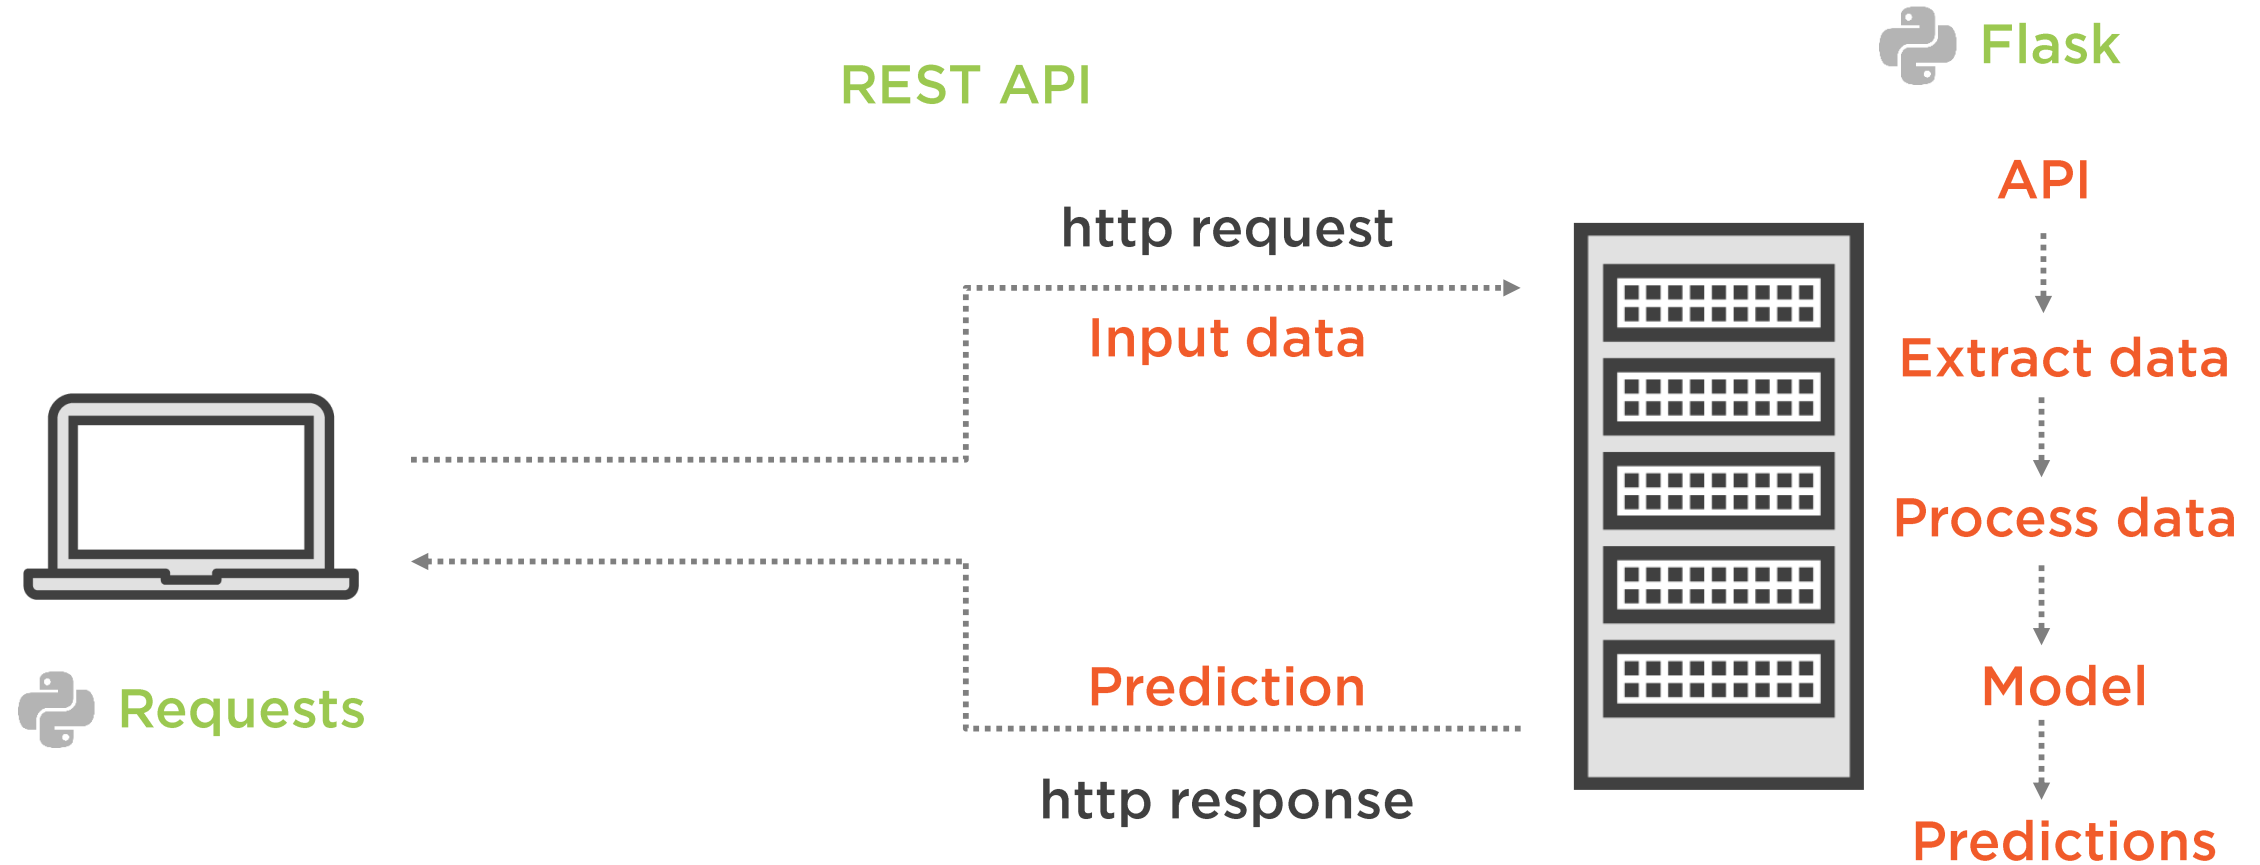 REST API
Flask
API
http request
Input data
Extract data
Process data
Requests
Prediction
Model
http response
Predictions